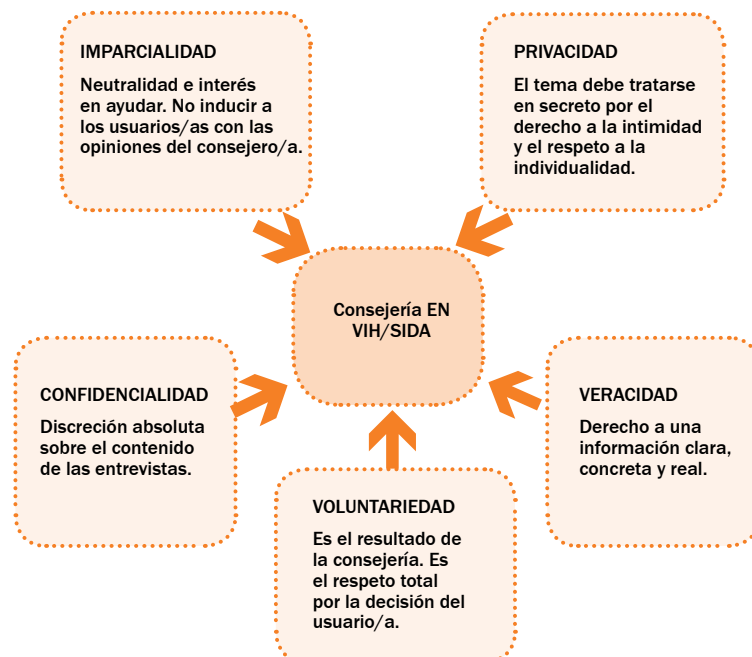 IMPARCIALIDAD
Neutralidad e interés
en ayudar. No inducir a
los usuarios/as con las
opiniones del consejero/a.
PRIVACIDAD
El tema debe tratarse
en secreto por el
derecho a la intimidad
y el respeto a la
individualidad.
Consejería EN
VIH/SIDA
CONFIDENCIALIDAD
Discreción absoluta
sobre el contenido
de las entrevistas.
VERACIDAD
Derecho a una
información clara,
concreta y real.
VOLUNTARIEDAD
Es el resultado de
la consejería. Es
el respeto total
por la decisión del
usuario/a.